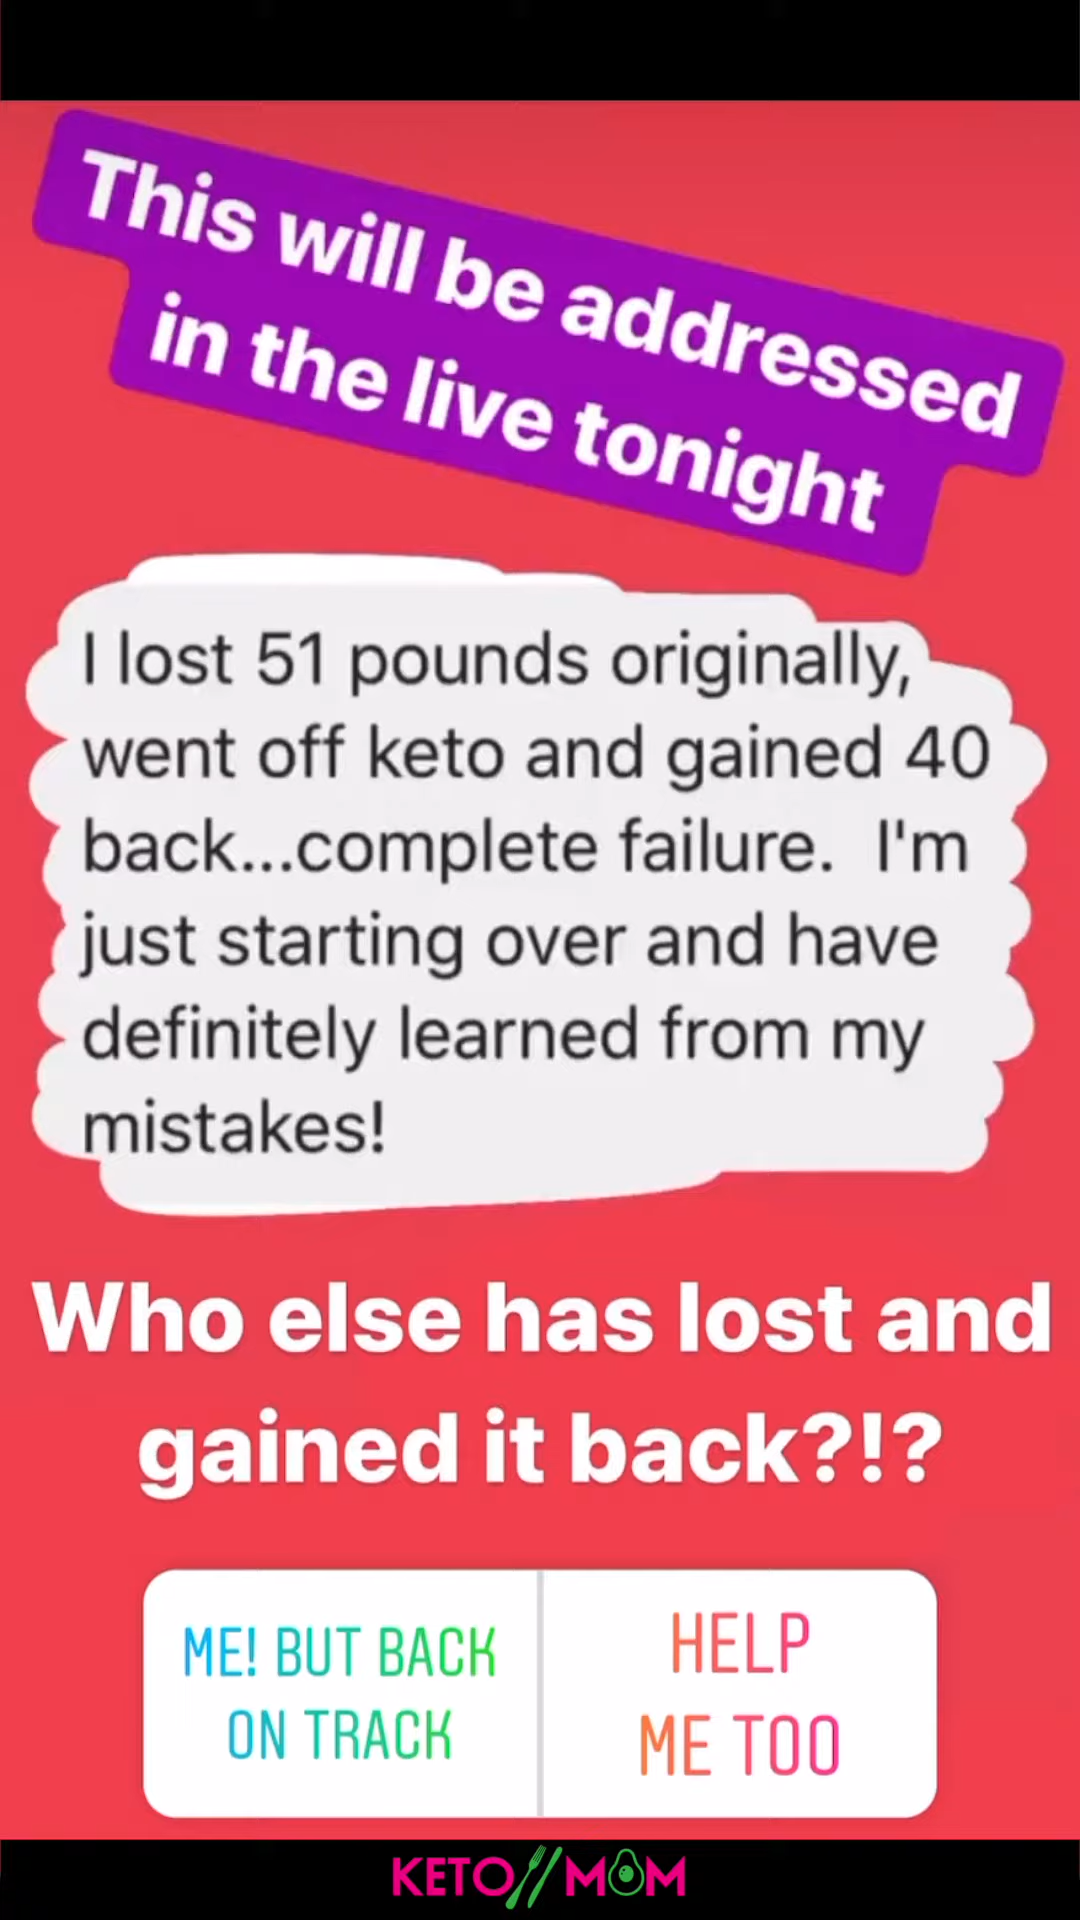 This will be addressed
in the live tonight
I lost 51 pounds originally,
went off keto and gained 40
back...complete failure.  I'm
just starting over and have
definitely learned from my
mistakes!
Who else has lost and
gained it back?!?
ME! BUT BACK
ON TRACK
HELP
ME TOO
KETO//MOM